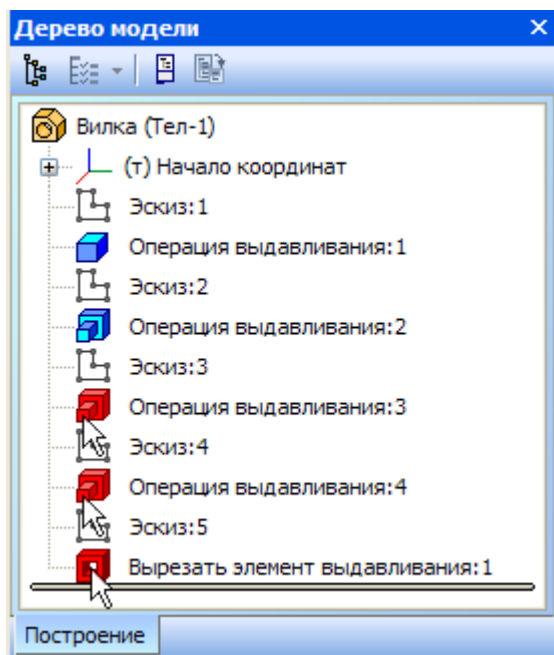 Дерево модели
Вилка (Тел-1)
(т) Начало координат
Эскиз:1
Операция выдавливания:1
Эскиз:2
Операция выдавливания:2
Эскиз:3
Операция выдавливания:3
Эскиз:4
Операция выдавливания:4
Эскиз:5
Вырезать элемент выдавливания:1
Построение